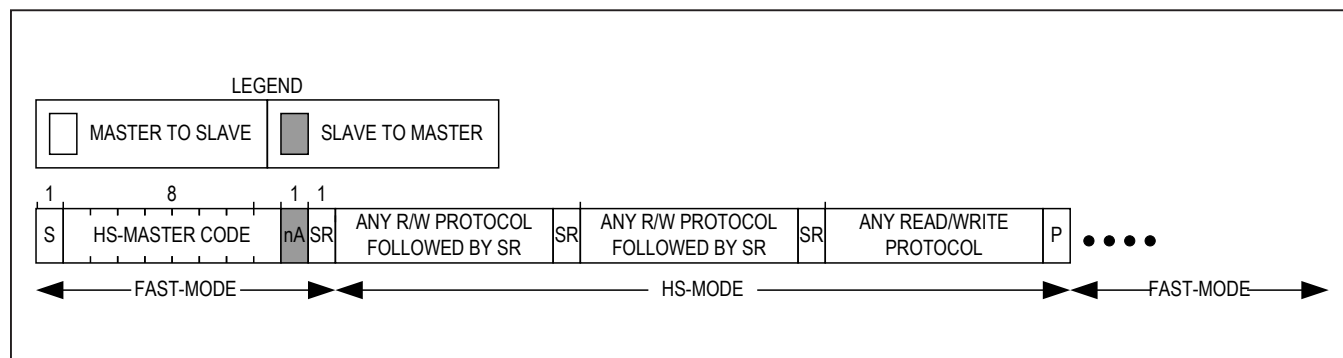 LEGEND
MASTER TO SLAVE SLAVE TO MASTER
1 8 1 1
S HS-MASTER CODE nA SR ANY R/W PROTOCOL FOLLOWED BY SR SR ANY R/W PROTOCOL FOLLOWED BY SR SR ANY READ/WRITE PROTOCOL P
FAST-MODE HS-MODE FAST-MODE